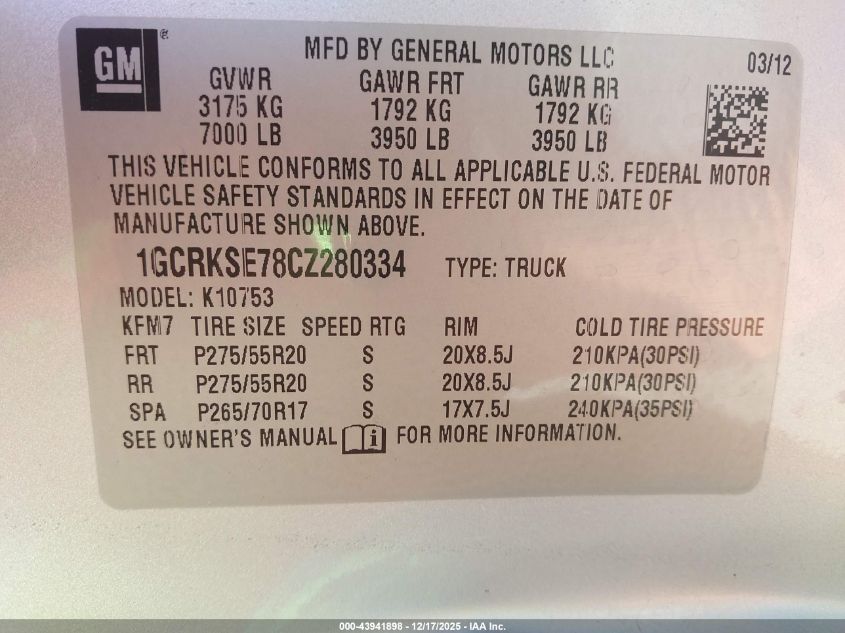 GM®
MFD BY GENERAL MOTORS LLC
03/12
GVWR GAWR FRT GAWR RR
3175 KG 1792 KG 1792 KG
7000 LB 3950 LB 3950 LB
THIS VEHICLE CONFORMS TO ALL APPLICABLE U.S. FEDERAL MOTOR
VEHICLE SAFETY STANDARDS IN EFFECT ON THE DATE OF
MANUFACTURE SHOWN ABOVE.
1GCRKSE78CZ280334 TYPE: TRUCK
MODEL: K10753
KFM7 TIRE SIZE SPEED RTG RIM COLD TIRE PRESSURE
FRT P275/55R20 S 20X8.5J 210KPA(30PSI)
RR P275/55R20 S 20X8.5J 210KPA(30PSI)
SPA P265/70R17 S 17X7.5J 240KPA(35PSI)
SEE OWNER'S MANUAL i FOR MORE INFORMATION.
000-43941898 - 12/17/2025 - IAA Inc.